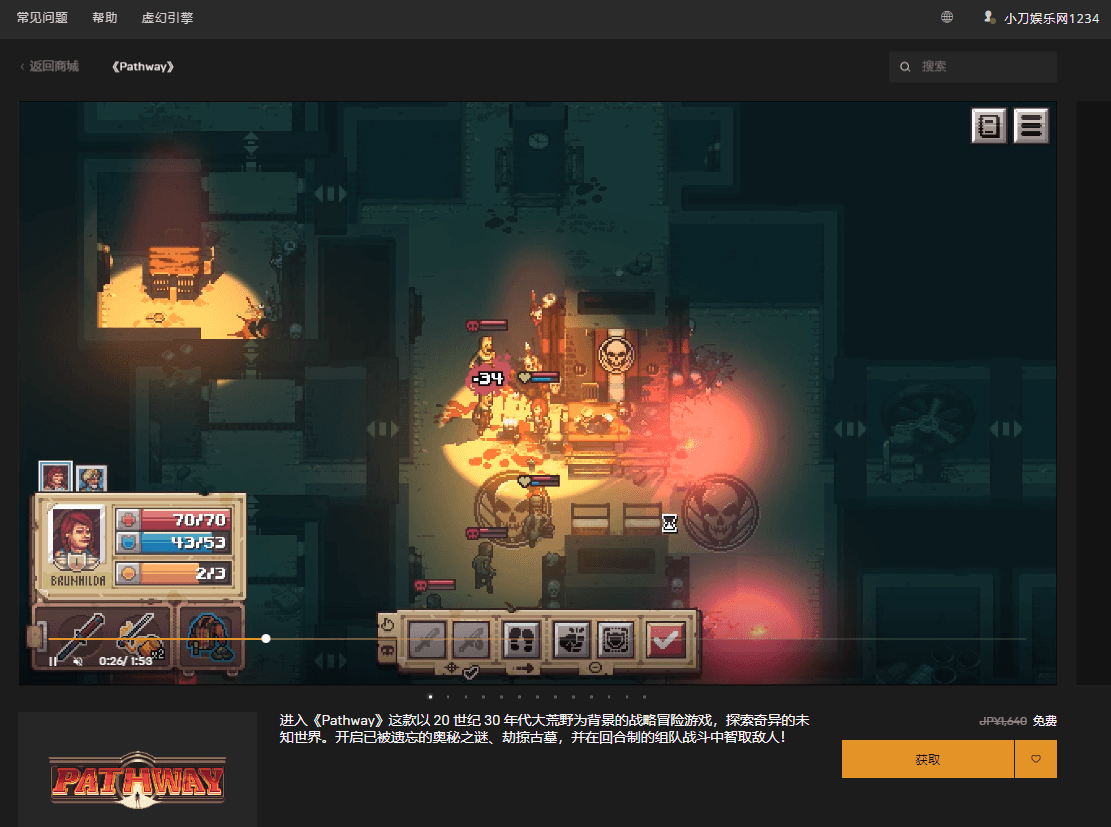 常见问题 帮助 虚幻引擎 小刀娱乐网1234
返回商城 《Pathway》 搜索
-34
70/70
43/53
2/3
BRUNHILDA
x2
0:26/ 1:53
进入《Pathway》这款以 20 世纪 30 年代大荒野为背景的战略冒险游戏，探索奇异的未
知世界。开启已被遗忘的奥秘之谜、劫掠古墓，并在回合制的组队战斗中智取敌人！
JP¥1,640 免费
获取
PATHWAY